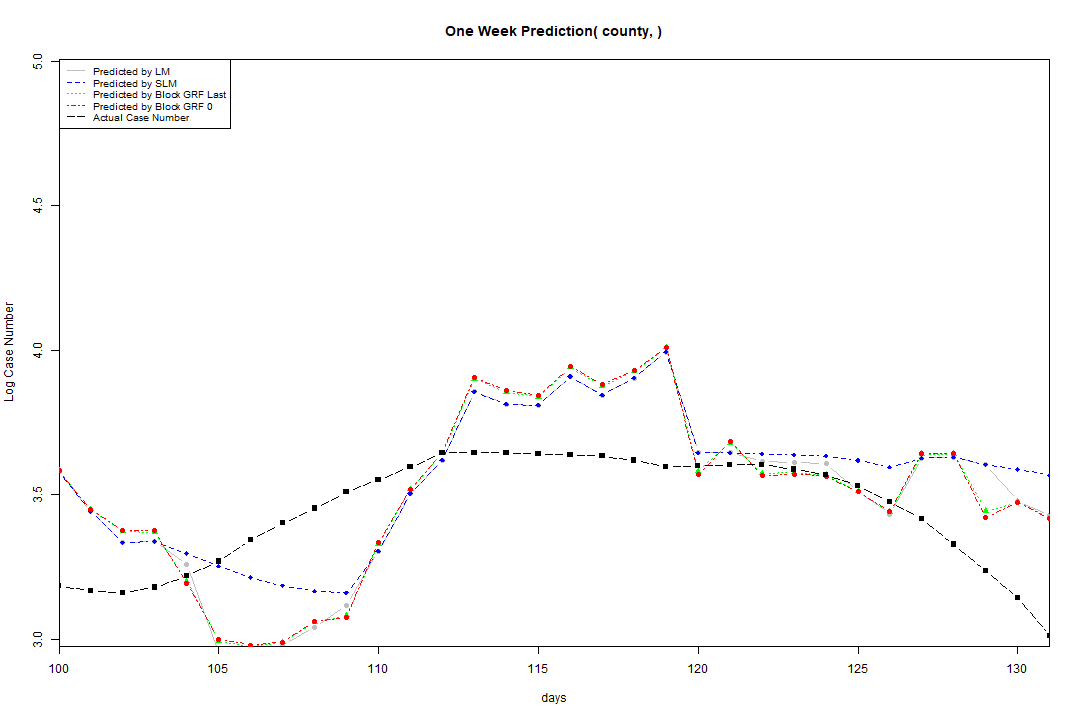 One Week Prediction( county, )
Predicted by LM
Predicted by SLM
Predicted by Block GRF Last
Predicted by Block GRF 0
Actual Case Number
5.0
4.5
4.0
3.5
3.0
Log Case Number
100
105
110
115
120
125
130
days